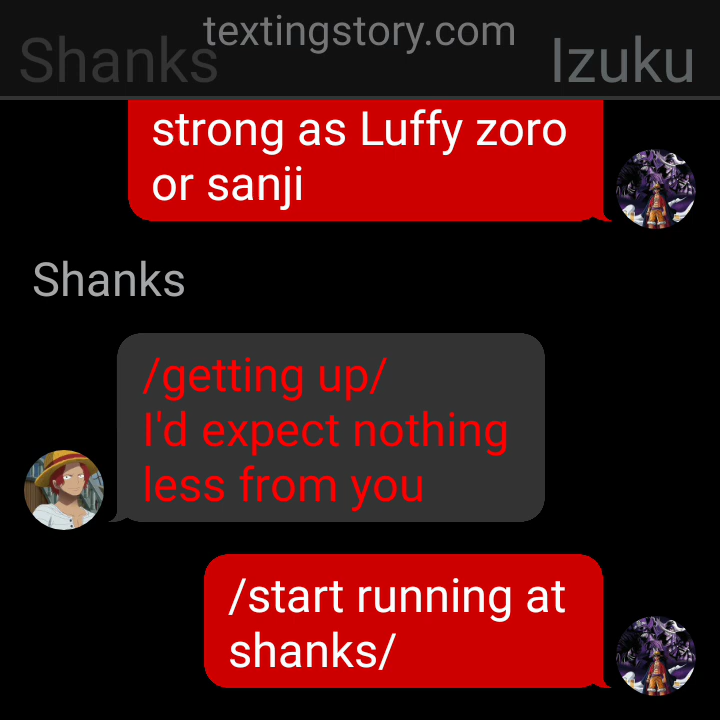 textingstory.com
Shanks
Izuku
strong as Luffy zoro
or sanji
Shanks
/getting up/
I'd expect nothing
less from you
/start running at
shanks/